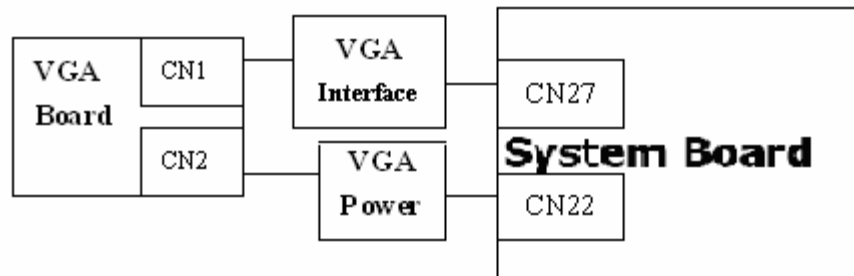 VGA
Board
CN1
CN2
VGA
Interface
VGA
Power
CN27
System Board
CN22